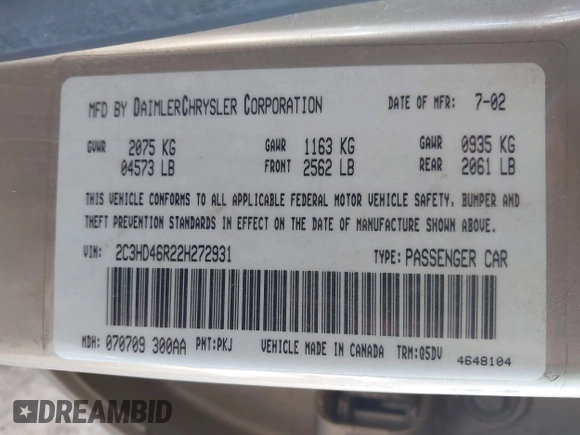 MFD BY DAIMLERCHRYSLER CORPORATION DATE OF MFR: 7-02
GVWR 2075 KG GAWR 1163 KG GAWR 0935 KG
04573 LB FRONT 2562 LB REAR 2061 LB
THIS VEHICLE CONFORMS TO ALL APPLICABLE FEDERAL MOTOR VEHICLE SAFETY, BUMPER AND
THEFT PREVENTION STANDARDS IN EFFECT ON THE DATE OF MANUFACTURE SHOWN ABOVE.
VIN: 2C3HD46R22H272931 TYPE: PASSENGER CAR
MDH: 070709 300AA PNT: PKJ VEHICLE MADE IN CANADA TRM: Q5DV
4648104
DREAMBID